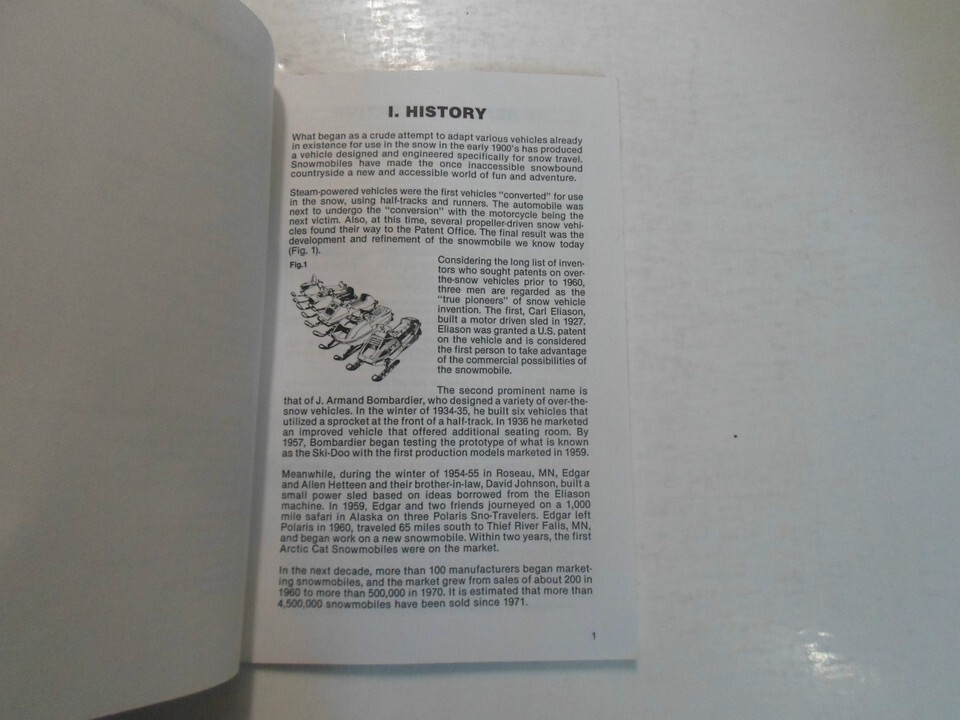 I. HISTORY
What began as a crude attempt to adapt various vehicles already
in existence for use in the snow in the early 1900's has produced
a vehicle designed and engineered specifically for snow travel.
Snowmobiles have made the once inaccessible snowbound
countryside a new and accessible world of fun and adventure.
Steam-powered vehicles were the first vehicles "converted" for use
in the snow, using half-tracks and runners. The automobile was
next to undergo the "conversion" with the motorcycle being the
next victim. Also, at this time, several propeller-driven snow vehi-
cles found their way to the Patent Office. The final result was the
development and refinement of the snowmobile we know today
(Fig. 1).
Fig.1
Considering the long list of inven-
tors who sought patents on over-
the-snow vehicles prior to 1960,
three men are regarded as the
"true pioneers" of snow vehicle
invention. The first, Carl Eliason,
built a motor driven sled in 1927.
Eliason was granted a U.S. patent
on the vehicle and is considered
the first person to take advantage
of the commercial possibilities of
the snowmobile.
The second prominent name is
that of J. Armand Bombardier, who designed a variety of over-the-
snow vehicles. In the winter of 1934-35, he built six vehicles that
utilized a sprocket at the front of a half-track. In 1936 he marketed
an improved vehicle that offered additional seating room. By
1957, Bombardier began testing the prototype of what is known
as the Ski-Doo with the first production models marketed in 1959.
Meanwhile, during the winter of 1954-55 in Roseau, MN, Edgar
and Allen Hetteen and their brother-in-law, David Johnson, built a
small power sled based on ideas borrowed from the Eliason
machine. In 1959, Edgar and two friends journeyed on a 1,000
mile safari in Alaska on three Polaris Sno-Travelers. Edgar left
Polaris in 1960, traveled 65 miles south to Thief River Falls, MN,
and began work on a new snowmobile. Within two years, the first
Arctic Cat Snowmobiles were on the market.
In the next decade, more than 100 manufacturers began market-
ing snowmobiles, and the market grew from sales of about 200 in
1960 to more than 500,000 in 1970. It is estimated that more than
4,500,000 snowmobiles have been sold since 1971.
1